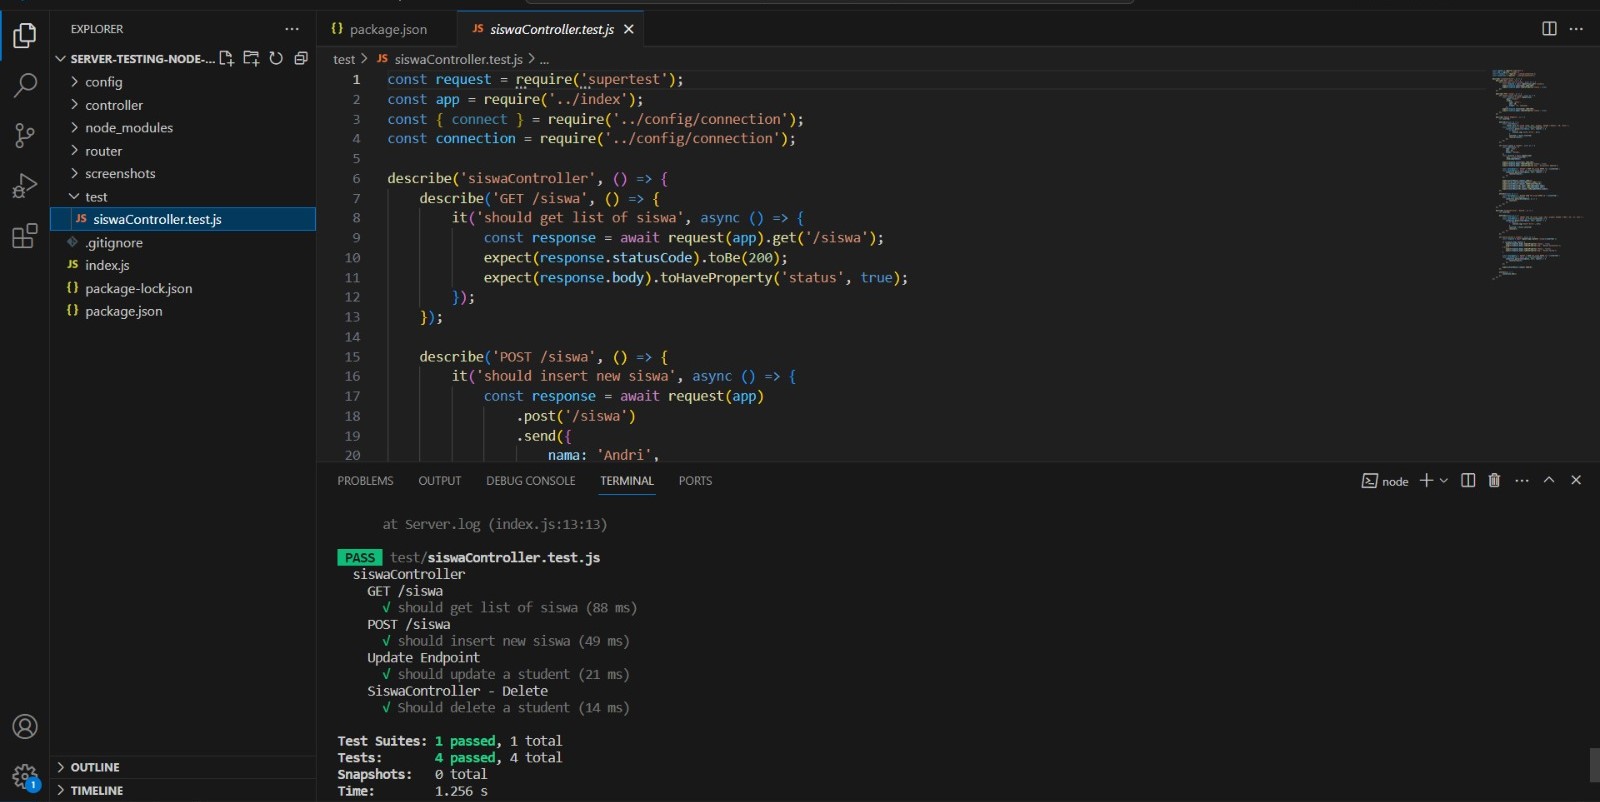 EXPLORER
SERVER-TESTING-NODE-...
config
controller
node_modules
router
screenshots
test
JS siswaController.test.js
.gitignore
JS index.js
{} package-lock.json
{} package.json
OUTLINE
TIMELINE
1
{} package.json
JS siswaController.test.js
test > JS siswaController.test.js > ...
1 const request = require('supertest');
2 const app = require('../index');
3 const { connect } = require('../config/connection');
4 const connection = require('../config/connection');
5
6 describe('siswaController', () => {
7 describe('GET /siswa', () => {
8 it('should get list of siswa', async () => {
9 const response = await request(app).get('/siswa');
10 expect(response.statusCode).toBe(200);
11 expect(response.body).toHaveProperty('status', true);
12 });
13 });
14
15 describe('POST /siswa', () => {
16 it('should insert new siswa', async () => {
17 const response = await request(app)
18 .post('/siswa')
19 .send({
20 nama: 'Andri',
PROBLEMS OUTPUT DEBUG CONSOLE TERMINAL PORTS
node
at Server.log (index.js:13:13)
PASS test/siswaController.test.js
siswaController
GET /siswa
√ should get list of siswa (88 ms)
POST /siswa
√ should insert new siswa (49 ms)
Update Endpoint
√ should update a student (21 ms)
SiswaController - Delete
√ Should delete a student (14 ms)
Test Suites: 1 passed, 1 total
Tests: 4 passed, 4 total
Snapshots: 0 total
Time: 1.256 s